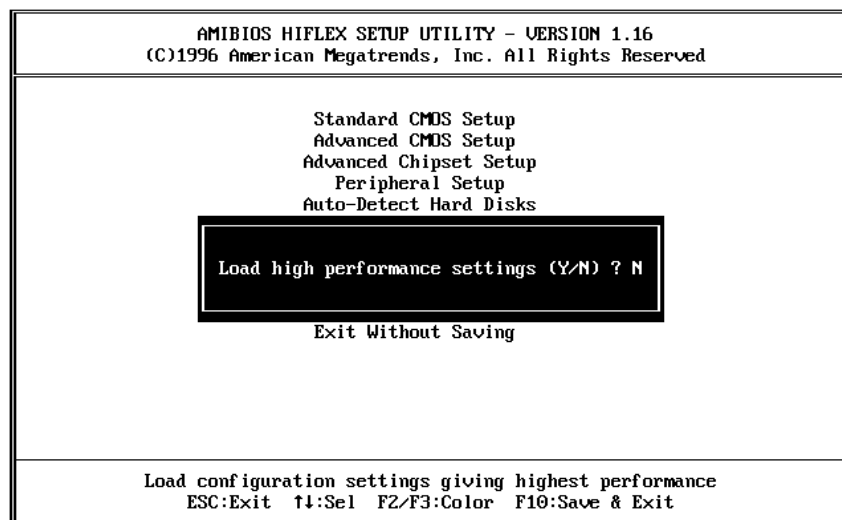 AMIBIOS HIFLEX SETUP UTILITY - VERSION 1.16
(C)1996 American Megatrends, Inc. All Rights Reserved
Standard CMOS Setup
Advanced CMOS Setup
Advanced Chipset Setup
Peripheral Setup
Auto-Detect Hard Disks
Load high performance settings (Y/N) ? N
Exit Without Saving
Load configuration settings giving highest performance
ESC:Exit ↑↓:Sel F2/F3:Color F10:Save & Exit